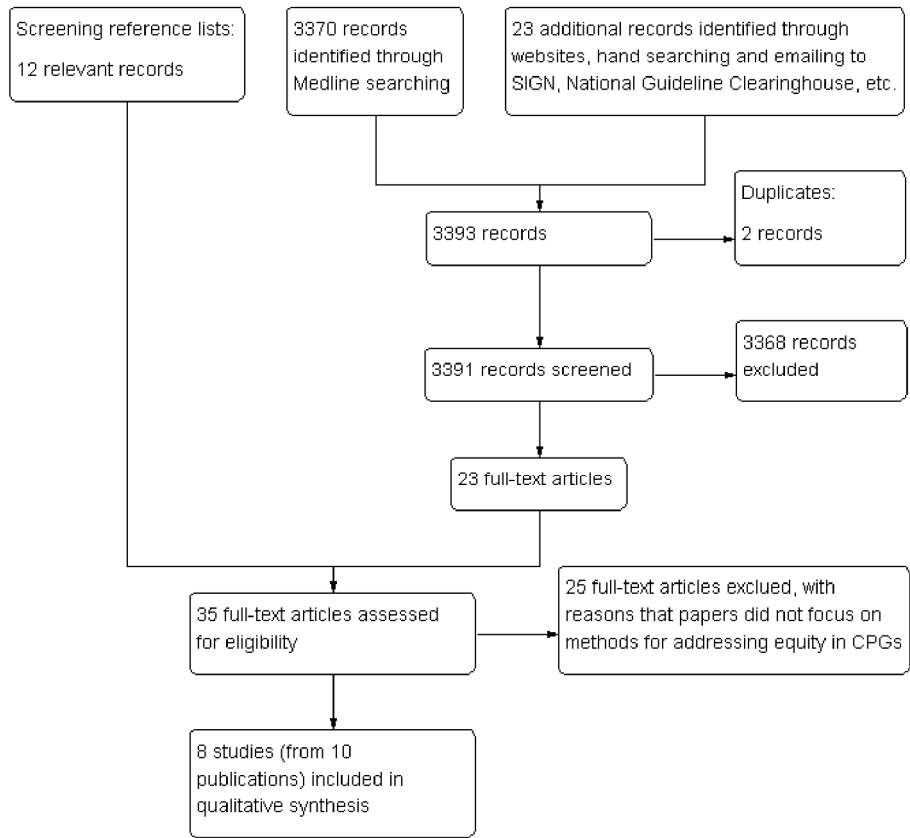 Screening reference lists:
12 relevant records
3370 records
identified through
Medline searching
23 additional records identified through
websites, hand searching and emailing to
SIGN, National Guideline Clearinghouse, etc.
3393 records
Duplicates:
2 records
3391 records screened
3368 records
excluded
23 full-text articles
35 full-text articles assessed
for eligibility
25 full-text articles exclued, with
reasons that papers did not focus on
methods for addressing equity in CPGs
8 studies (from 10
publications) included in
qualitative synthesis